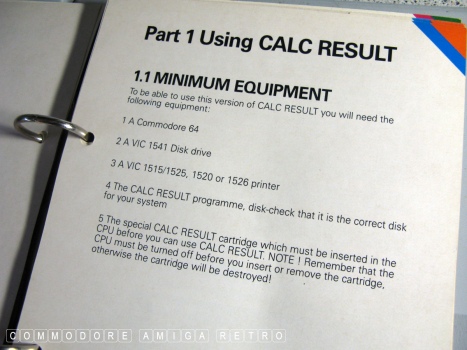 Part 1 Using CALC RESULT
1.1 MINIMUM EQUIPMENT
To be able to use this version of CALC RESULT you will need the
following equipment:
1 A Commodore 64
2 A VIC 1541 Disk drive
3 A VIC 1515/1525, 1520 or 1526 printer
4 The CALC RESULT programme, disk-check that it is the correct disk
for your system
5 The special CALC RESULT cartridge which must be inserted in the
CPU before you can use CALC RESULT. NOTE ! Remember that the
CPU must be turned off before you insert or remove the cartridge,
otherwise the cartridge will be destroyed!
COMMODORE AMIGA RETRO